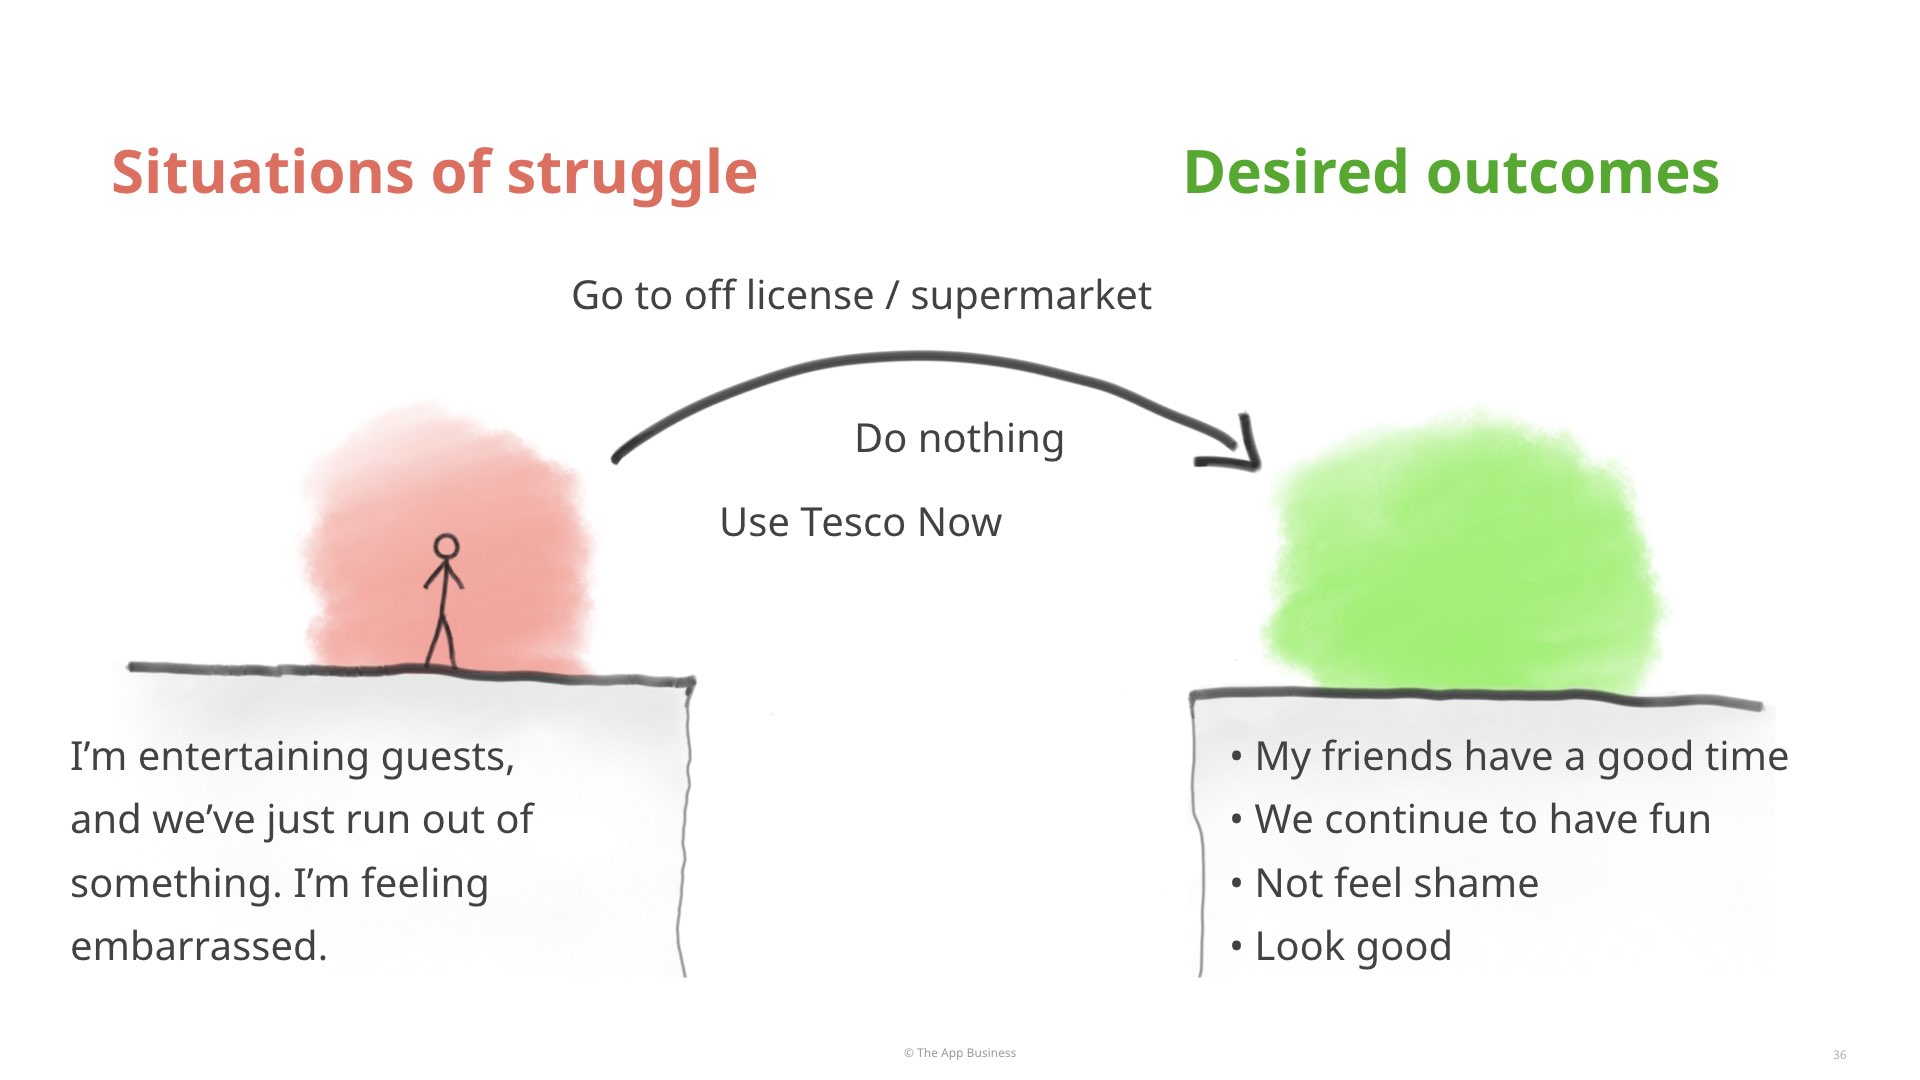 Situations of struggle
Desired outcomes
Go to off license / supermarket
Do nothing
Use Tesco Now
I’m entertaining guests,
and we’ve just run out of
something. I’m feeling
embarrassed.
• My friends have a good time
• We continue to have fun
• Not feel shame
• Look good
© The App Business
36